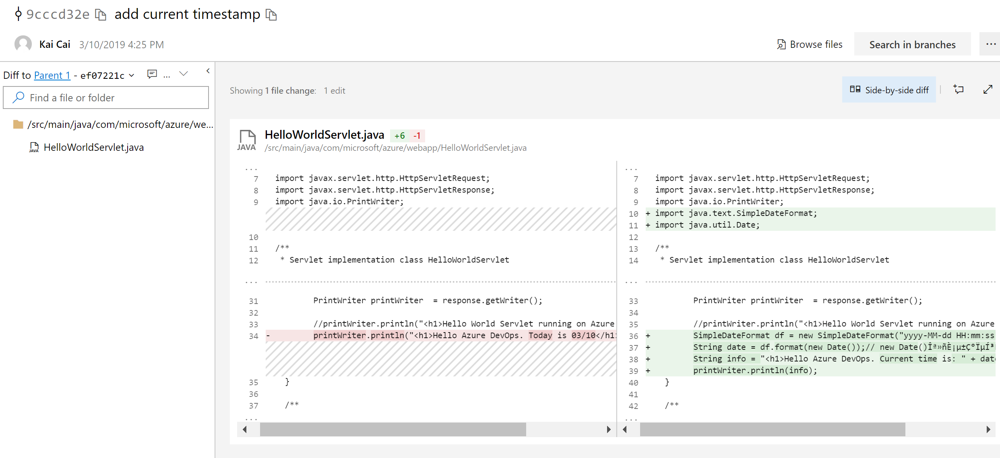 9cccd32e add current timestamp
Kai Cai 3/10/2019 4:25 PM
Browse files Search in branches ...
Diff to Parent 1 - ef07221c ...
Find a file or folder
/src/main/java/com/microsoft/azure/we...
JAVA HelloWorldServlet.java
Showing 1 file change: 1 edit
Side-by-side diff
JAVA HelloWorldServlet.java +6 -1
/src/main/java/com/microsoft/azure/webapp/HelloWorldServlet.java
...
7 import javax.servlet.http.HttpServletRequest;
8 import javax.servlet.http.HttpServletResponse;
9 import java.io.PrintWriter;
10
11 /**
12 * Servlet implementation class HelloWorldServlet
...
31 PrintWriter printWriter  = response.getWriter();
32
33 //printWriter.println("<h1>Hello World Servlet running on Azure
34 - printWriter.println("<h1>Hello Azure DevOps. Today is 03/10</h1>
35 }
36
37 /**
...
...
7 import javax.servlet.http.HttpServletRequest;
8 import javax.servlet.http.HttpServletResponse;
9 import java.io.PrintWriter;
10 + import java.text.SimpleDateFormat;
11 + import java.util.Date;
12
13 /**
14 * Servlet implementation class HelloWorldServlet
...
33 PrintWriter printWriter  = response.getWriter();
34
35 //printWriter.println("<h1>Hello World Servlet running on Azure
36 + SimpleDateFormat df = new SimpleDateFormat("yyyy-MM-dd HH:mm:ss
37 + String date = df.format(new Date());// new Date()Îª»ñÈ¡µ±Ç°ÏµÍ³
38 + String info = "<h1>Hello Azure DevOps. Current time is: " + dat
39 + printWriter.println(info);
40 }
41
42 /**
...